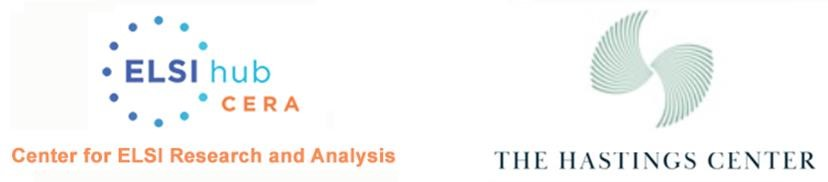 ELSI hub
CERA
Center for ELSI Research and Analysis
THE HASTINGS CENTER